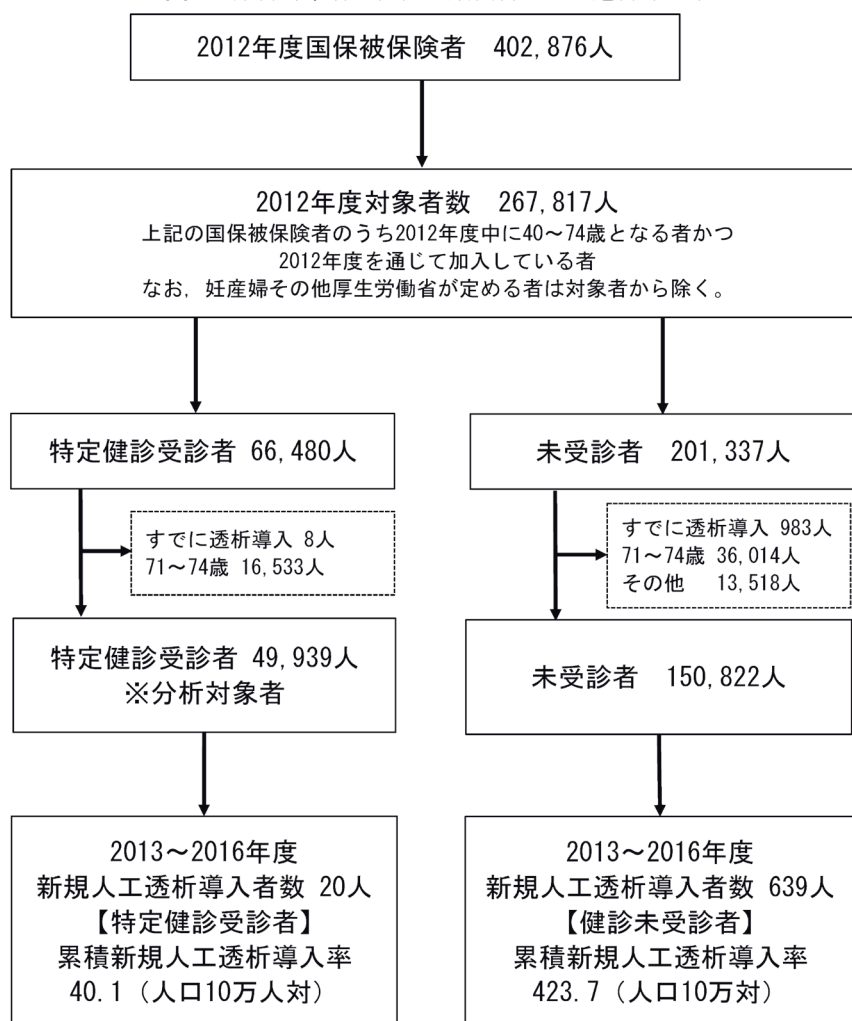 2012年度国保被保険者　402,876人
2012年度対象者数　267,817人
上記の国保被保険者のうち2012年度中に40～74歳となる者かつ
2012年度を通じて加入している者
なお，妊産婦その他厚生労働省が定める者は対象者から除く。
特定健診受診者 66,480人
未受診者 201,337人
すでに透析導入 8人
71～74歳 16,533人
すでに透析導入 983人
71～74歳 36,014人
その他　 13,518人
特定健診受診者 49,939人
※分析対象者
未受診者　150,822人
2013～2016年度
新規人工透析導入者数 20人
【特定健診受診者】
累積新規人工透析導入率
40.1（人口10万人対）
2013～2016年度
新規人工透析導入者数 639人
【健診未受診者】
累積新規人工透析導入率
423.7（人口10万対）